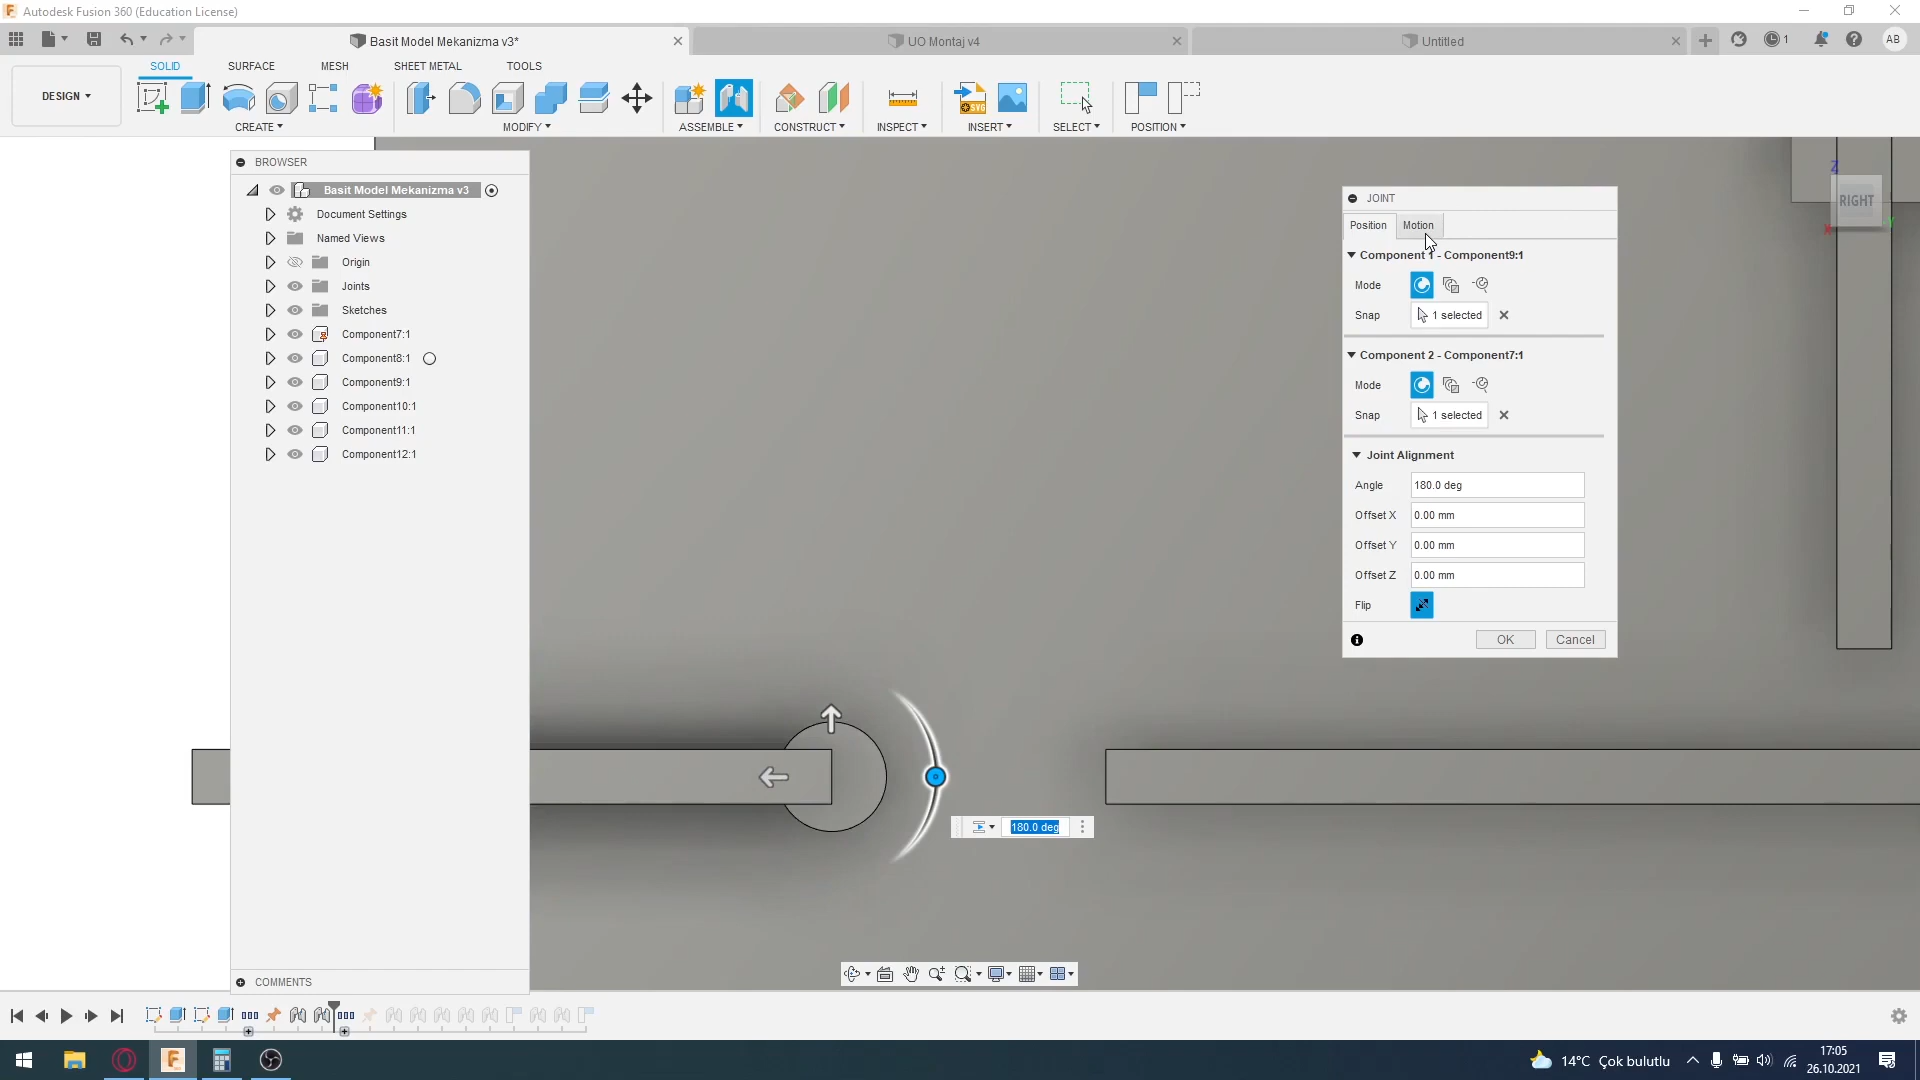 Autodesk Fusion 360 (Education License)
Basit Model Mekanizma v3*
UO Montaj v4
Untitled
1
AB
DESIGN
SOLID
SURFACE
MESH
SHEET METAL
TOOLS
CREATE
MODIFY
ASSEMBLE
CONSTRUCT
INSPECT
INSERT
SELECT
POSITION
SVG
BROWSER
Basit Model Mekanizma v3
Document Settings
Named Views
Origin
Joints
Sketches
Component7:1
Component8:1
Component9:1
Component10:1
Component11:1
Component12:1
COMMENTS
JOINT
Position
Motion
Component 1 - Component9:1
Mode
Snap
1 selected
Component 2 - Component7:1
Mode
Snap
1 selected
Joint Alignment
Angle
180.0 deg
Offset X
0.00 mm
Offset Y
0.00 mm
Offset Z
0.00 mm
Flip
OK
Cancel
Z
RIGHT
X
Y
180.0 deg
14°C Çok bulutlu
17:05
26.10.2021